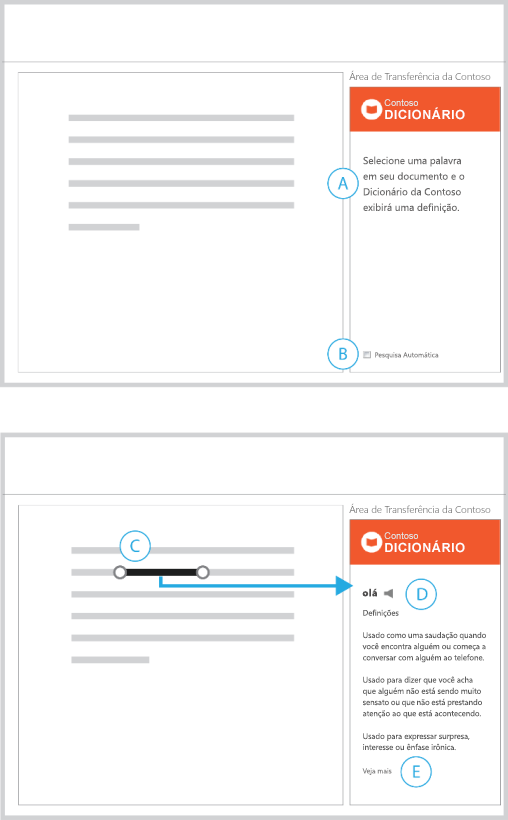 Área de Transferência da Contoso
Contoso
DICIONÁRIO
Selecione uma palavra
em seu documento e o
Dicionário da Contoso
exibirá uma definição.
A
B
Pesquisa Automática
Área de Transferência da Contoso
Contoso
DICIONÁRIO
C
olá
D
Definições
Usado como uma saudação quando
você encontra alguém ou começa a
conversar com alguém ao telefone.
Usado para dizer que você acha
que alguém não está sendo muito
sensato ou que não está prestando
atenção ao que está acontecendo.
Usado para expressar surpresa,
interesse ou ênfase irônica.
Veja mais
E